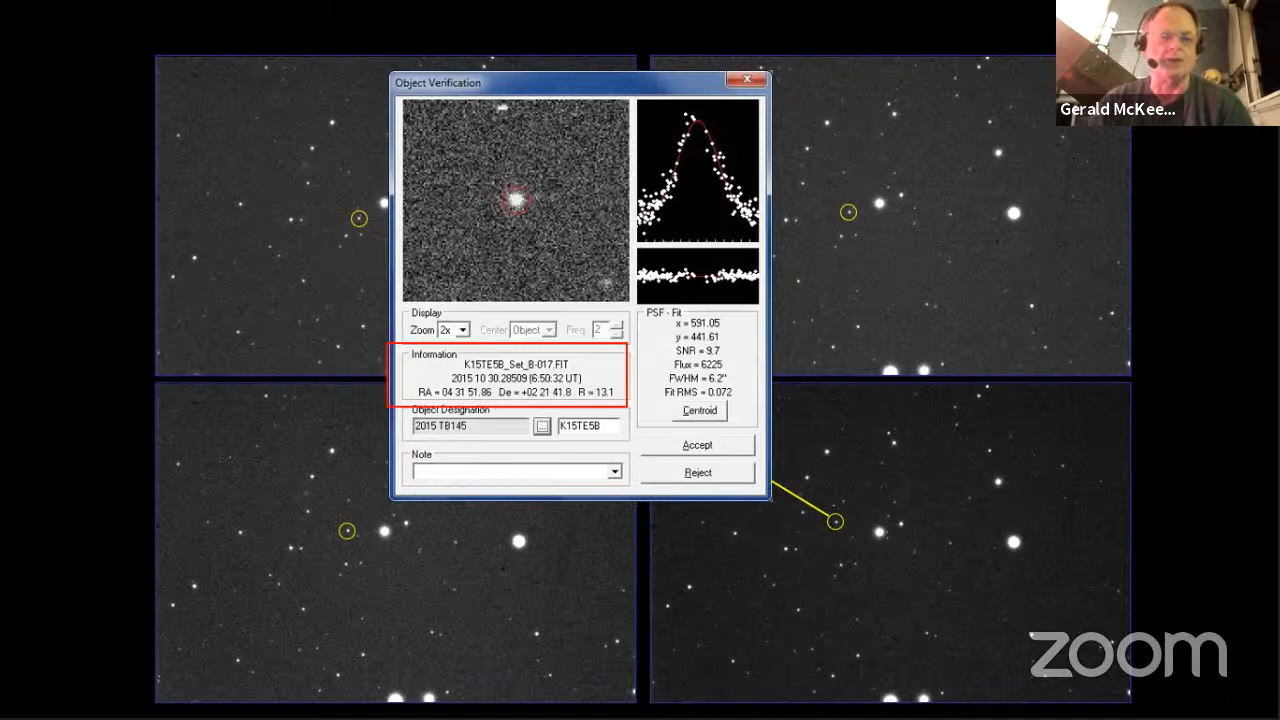 Object Verification
Gerald McKee...
Display
Zoom 2x Center Object Freq. 2
Information
K15TE5B_Set_B-017.FIT
2015 10 30.28509 (6:50:32 UT)
RA = 04 31 51.86 De = +02 21 41.8 R = 13.1
Object Designation
2015 TB145 ... K15TE5B
Note
PSF - Fit
x = 591.05
y = 441.61
SNR = 9.7
Flux = 6225
FWHM = 6.2"
Fit RMS = 0.072
Centroid
Accept
Reject
zoom